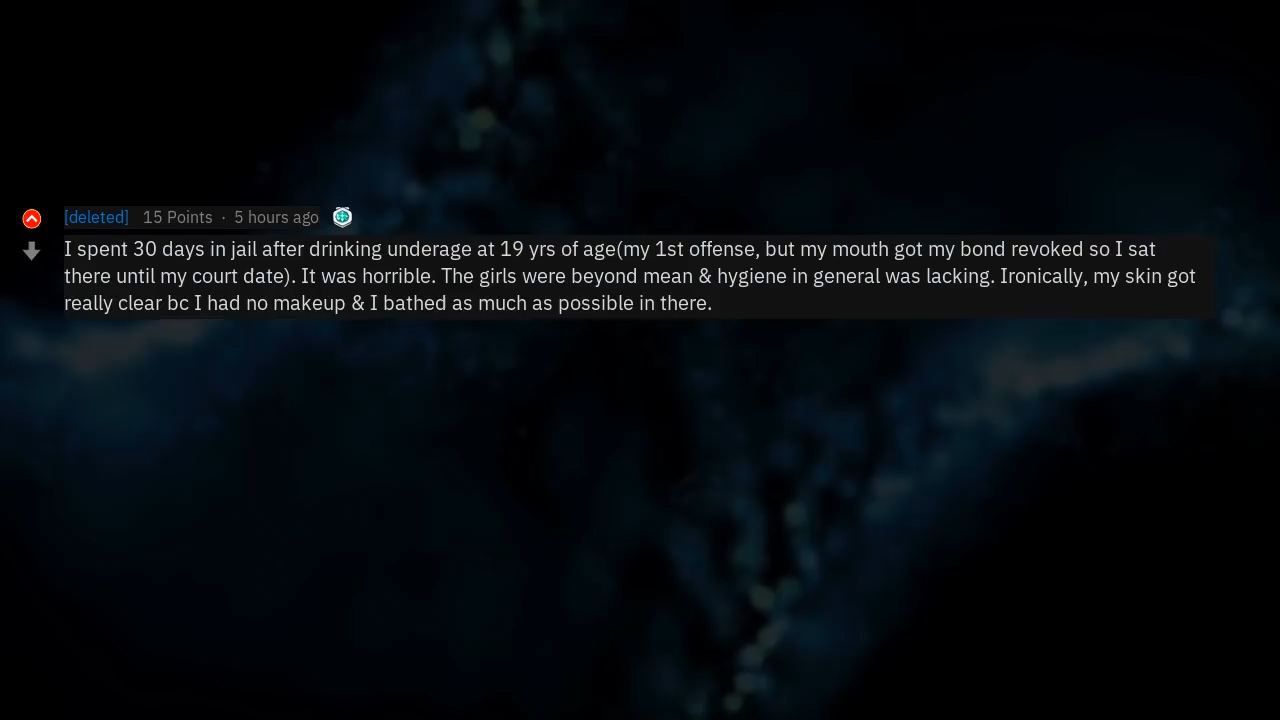 [deleted] 15 Points · 5 hours ago
I spent 30 days in jail after drinking underage at 19 yrs of age(my 1st offense, but my mouth got my bond revoked so I sat
there until my court date). It was horrible. The girls were beyond mean & hygiene in general was lacking. Ironically, my skin got
really clear bc I had no makeup & I bathed as much as possible in there.